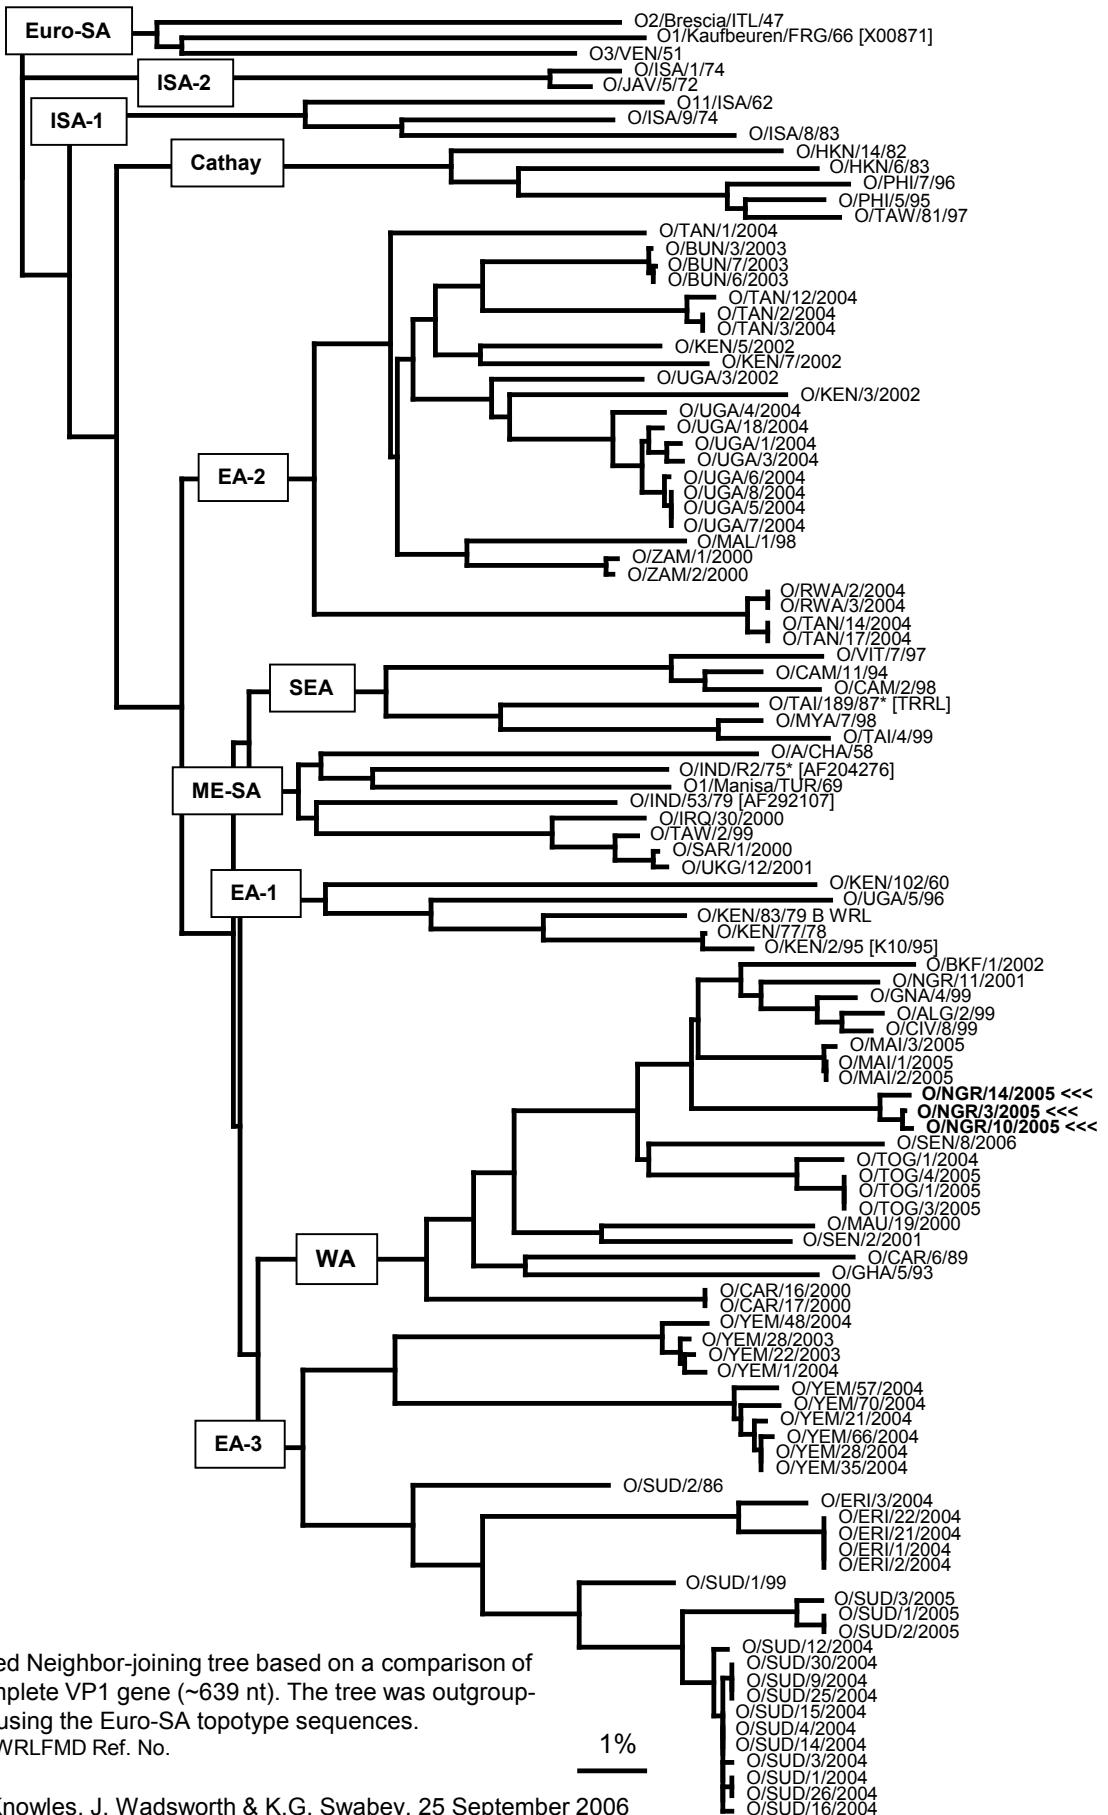 Euro-SA
O2/Brescia/ITL/47
O1/Kaufbeuren/FRG/66 [X00871]
O3/VEN/51
ISA-2
O/ISA/1/74
O/JAV/5/72
ISA-1
O11/ISA/62
O/ISA/9/74
O/ISA/8/83
Cathay
O/HKN/14/82
O/HKN/6/83
O/PHI/7/96
O/PHI/5/95
O/TAW/81/97
O/TAN/1/2004
O/BUN/3/2003
O/BUN/7/2003
O/BUN/6/2003
O/TAN/12/2004
O/TAN/2/2004
O/TAN/3/2004
O/KEN/5/2002
O/KEN/7/2002
O/UGA/3/2002
O/KEN/3/2002
O/UGA/4/2004
O/UGA/18/2004
O/UGA/1/2004
O/UGA/3/2004
EA-2
O/UGA/6/2004
O/UGA/8/2004
O/UGA/5/2004
O/UGA/7/2004
O/MAL/1/98
O/ZAM/1/2000
O/ZAM/2/2000
O/RWA/2/2004
O/RWA/3/2004
O/TAN/14/2004
O/TAN/17/2004
O/VIT/7/97
SEA
O/CAM/11/94
O/CAM/2/98
O/TAI/189/87* [TRRL]
O/MYA/7/98
O/TAI/4/99
O/A/CHA/58
O/IND/R2/75* [AF204276]
O1/Manisa/TUR/69
ME-SA
O/IND/53/79 [AF292107]
O/IRQ/30/2000
O/TAW/2/99
O/SAR/1/2000
O/UKG/12/2001
O/KEN/102/60
EA-1
O/UGA/5/96
O/KEN/83/79 B WRL
O/KEN/77/78
O/KEN/2/95 [K10/95]
O/BKF/1/2002
O/NGR/11/2001
O/GNA/4/99
O/ALG/2/99
O/CIV/8/99
O/MAI/3/2005
O/MAI/1/2005
O/MAI/2/2005
O/NGR/14/2005 <<<
O/NGR/3/2005 <<<
O/NGR/10/2005 <<<
O/SEN/8/2006
O/TOG/1/2004
O/TOG/4/2005
O/TOG/1/2005
O/TOG/3/2005
O/MAU/19/2000
O/SEN/2/2001
WA
O/CAR/6/89
O/GHA/5/93
O/CAR/16/2000
O/CAR/17/2000
O/YEM/48/2004
O/YEM/28/2003
O/YEM/22/2003
O/YEM/1/2004
O/YEM/57/2004
O/YEM/70/2004
O/YEM/21/2004
EA-3
O/YEM/66/2004
O/YEM/28/2004
O/YEM/35/2004
O/SUD/2/86
O/ERI/3/2004
O/ERI/22/2004
O/ERI/21/2004
O/ERI/1/2004
O/ERI/2/2004
O/SUD/1/99
O/SUD/3/2005
O/SUD/1/2005
O/SUD/2/2005
O/SUD/12/2004
O/SUD/30/2004
O/SUD/9/2004
O/SUD/25/2004
O/SUD/15/2004
O/SUD/4/2004
O/SUD/14/2004
O/SUD/3/2004
O/SUD/1/2004
O/SUD/26/2004
O/SUD/16/2004
ed Neighbor-joining tree based on a comparison of
mplete VP1 gene (~639 nt). The tree was outgroup-
using the Euro-SA topotype sequences.
WRLFMD Ref. No.
1%
Knowles, J. Wadsworth & K.G. Swabey, 25 September 2006